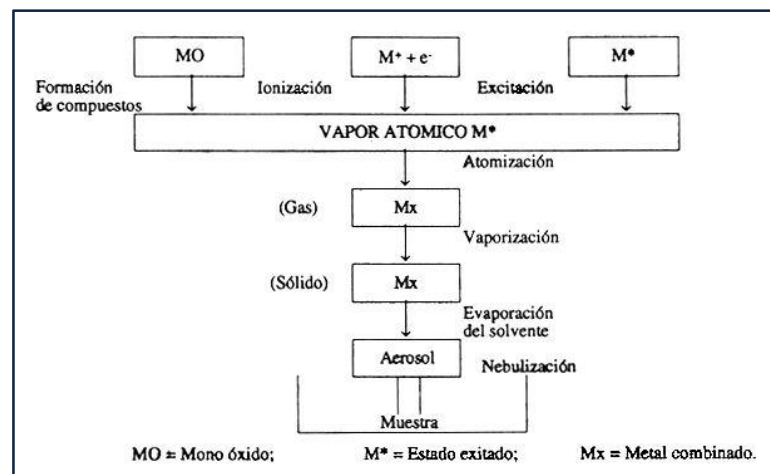 MO
M⁺ + e⁻
M*
Formación
de compuestos
Ionización
Excitación
VAPOR ATOMICO M*
Atomización
(Gas)
Mx
Vaporización
(Sólido)
Mx
Evaporación
del solvente
Aerosol
Nebulización
Muestra
MO = Mono óxido; M* = Estado exitado; Mx = Metal combinado.